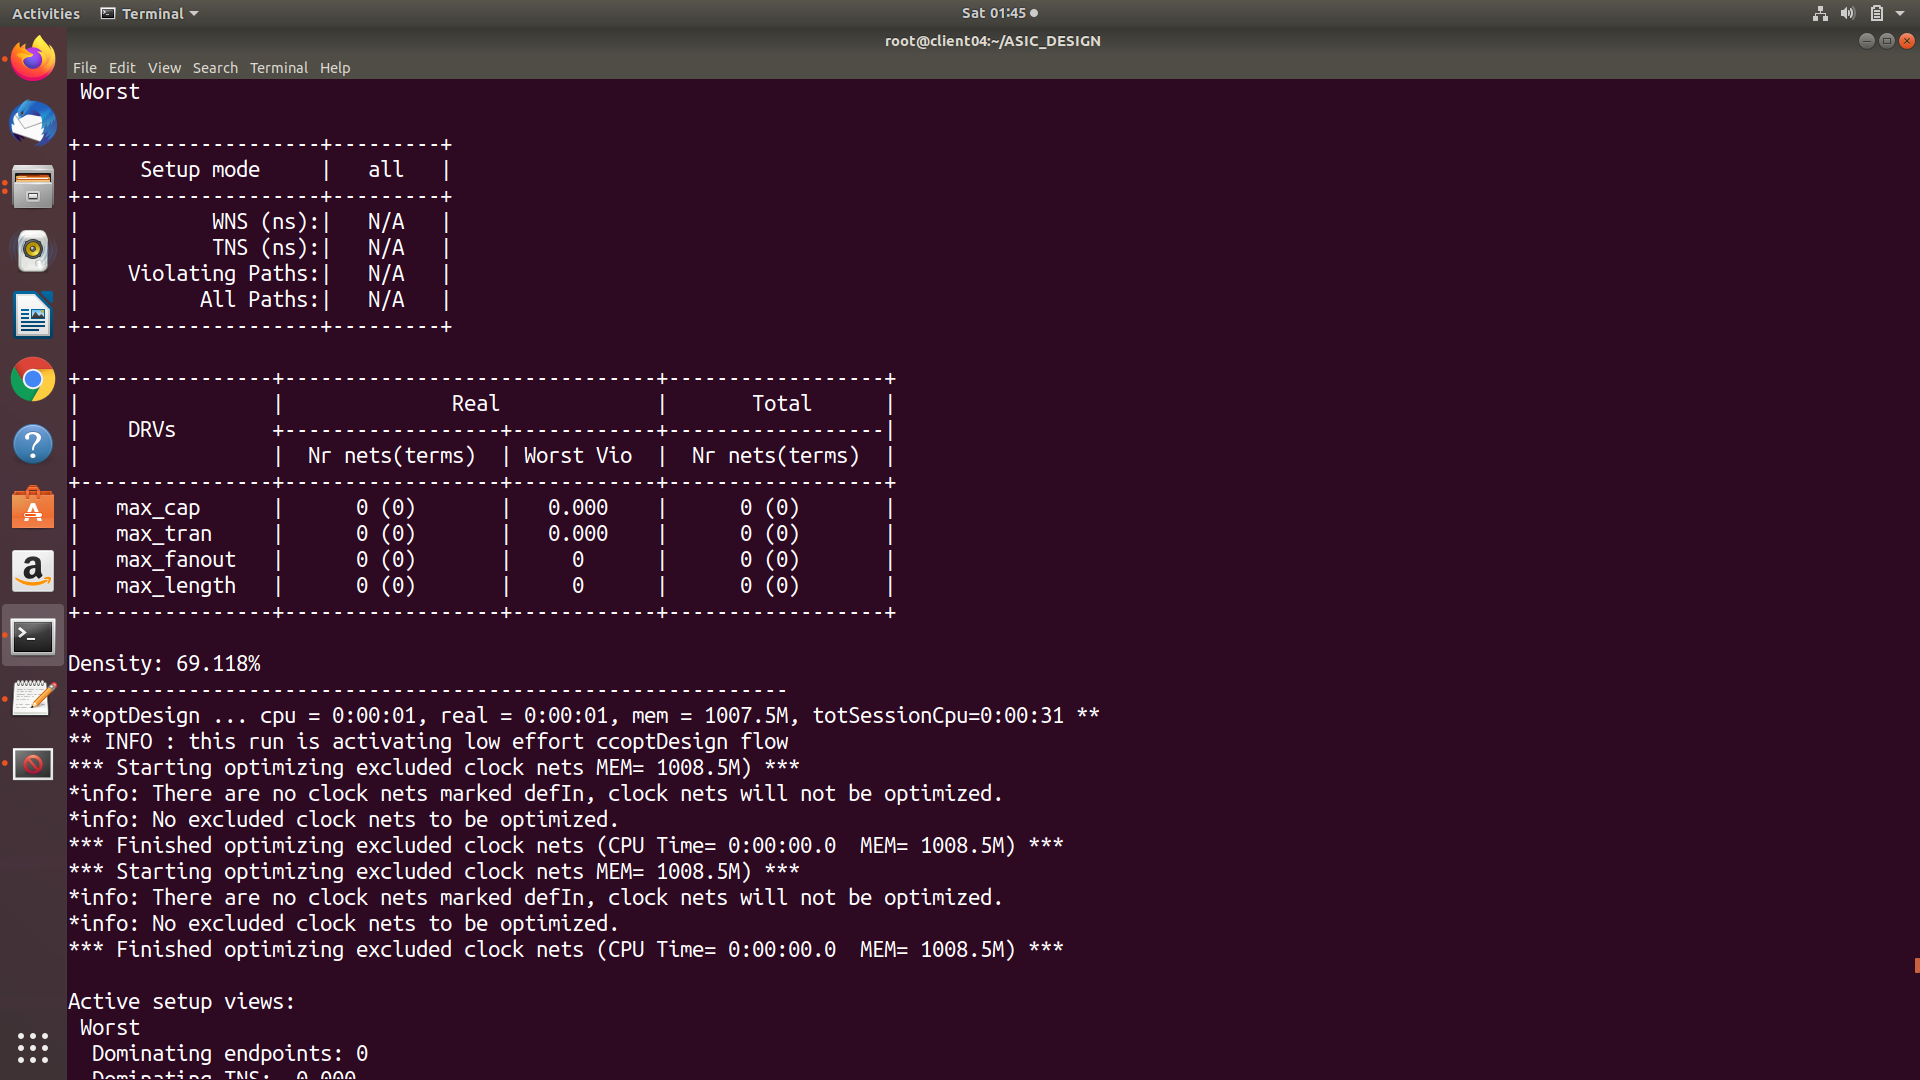 Activities Terminal Sat 01:45
root@client04:~/ASIC_DESIGN
File Edit View Search Terminal Help
 Worst

+--------------------+---------+
|     Setup mode     |   all   |
+--------------------+---------+
|           WNS (ns):|   N/A   |
|           TNS (ns):|   N/A   |
|    Violating Paths:|   N/A   |
|          All Paths:|   N/A   |
+--------------------+---------+

+----------------+-------------------------------+------------------+
|                |              Real             |       Total      |
|    DRVs        +------------------+------------+------------------|
|                |  Nr nets(terms)  | Worst Vio  |  Nr nets(terms)  |
+----------------+------------------+------------+------------------+
|   max_cap      |      0 (0)       |   0.000    |      0 (0)       |
|   max_tran     |      0 (0)       |   0.000    |      0 (0)       |
|   max_fanout   |      0 (0)       |     0      |      0 (0)       |
|   max_length   |      0 (0)       |     0      |      0 (0)       |
+----------------+------------------+------------+------------------+

Density: 69.118%
------------------------------------------------------------
**optDesign ... cpu = 0:00:01, real = 0:00:01, mem = 1007.5M, totSessionCpu=0:00:31 **
** INFO : this run is activating low effort ccoptDesign flow
*** Starting optimizing excluded clock nets MEM= 1008.5M) ***
*info: There are no clock nets marked defIn, clock nets will not be optimized.
*info: No excluded clock nets to be optimized.
*** Finished optimizing excluded clock nets (CPU Time= 0:00:00.0  MEM= 1008.5M) ***
*** Starting optimizing excluded clock nets MEM= 1008.5M) ***
*info: There are no clock nets marked defIn, clock nets will not be optimized.
*info: No excluded clock nets to be optimized.
*** Finished optimizing excluded clock nets (CPU Time= 0:00:00.0  MEM= 1008.5M) ***

Active setup views:
 Worst
  Dominating endpoints: 0
  Dominating TNS: -0.000